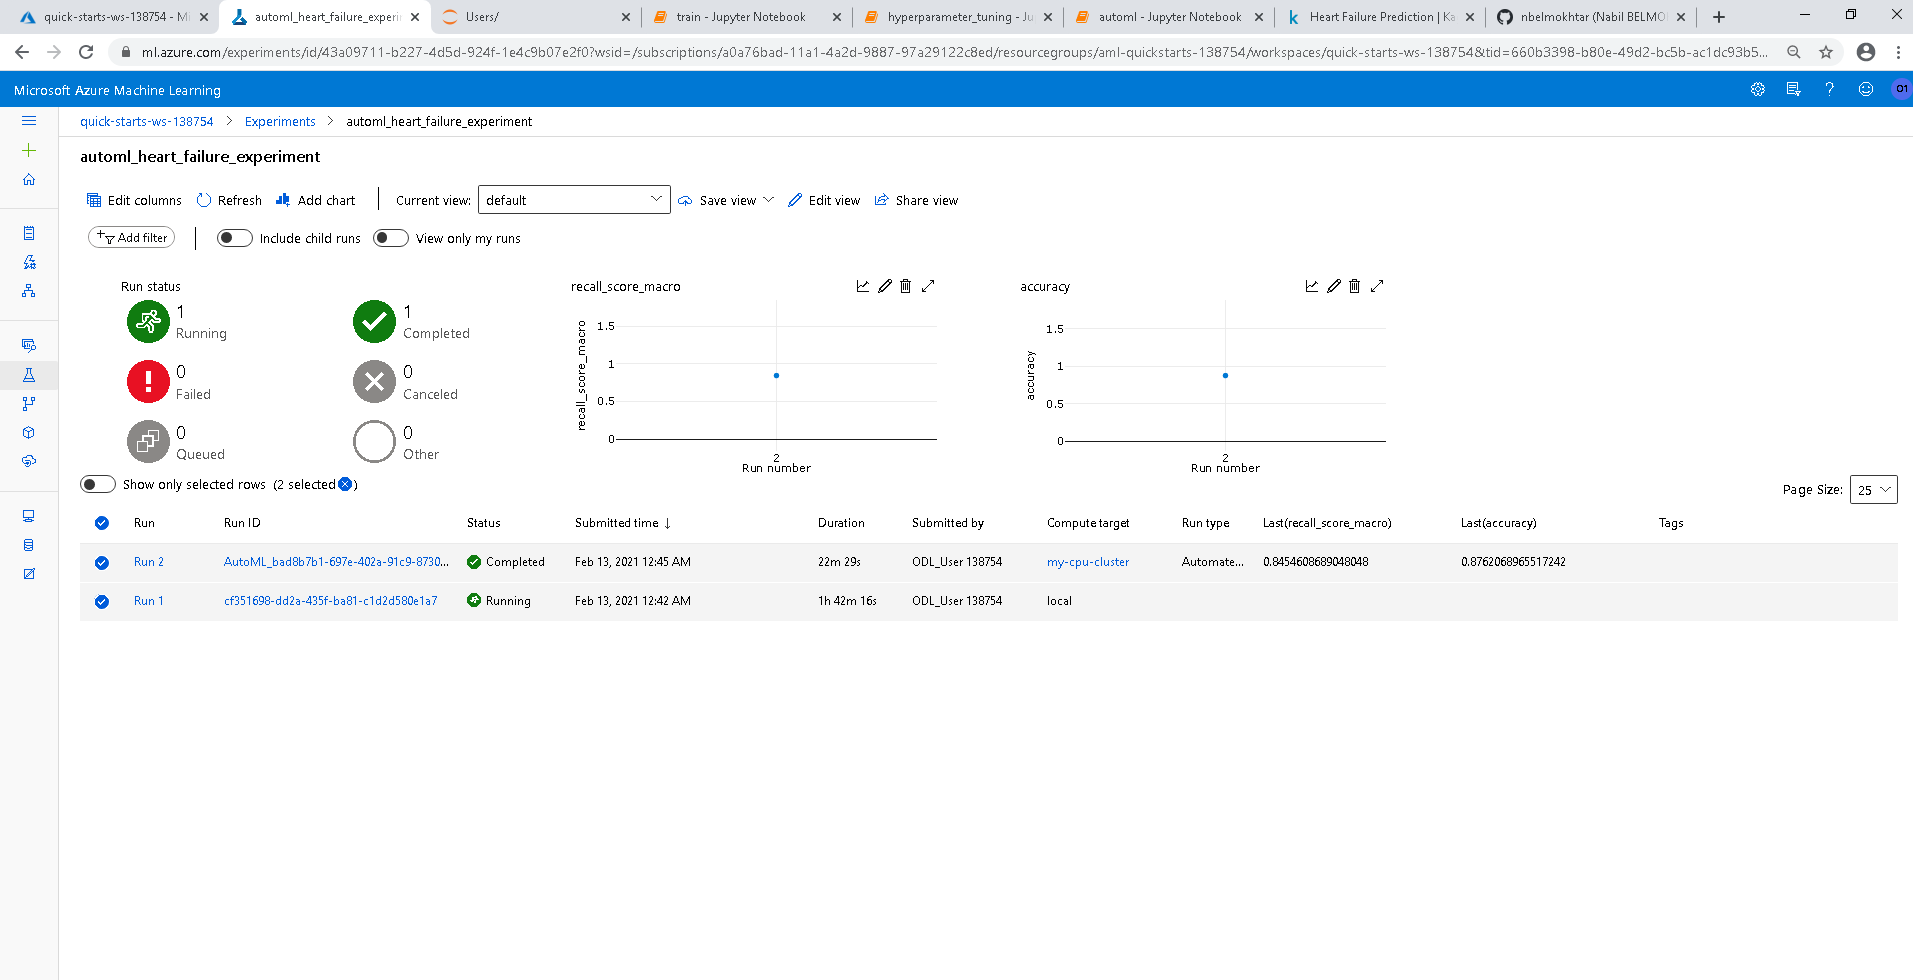 quick-starts-ws-138754 - Mi
automl_heart_failure_experim
Users/
train - Jupyter Notebook
hyperparameter_tuning - Ju
automl - Jupyter Notebook
Heart Failure Prediction | Ka
nbelmokhtar (Nabil BELMO
ml.azure.com/experiments/id/43a09711-b227-4d5d-924f-1e4c9b07e2f0?wsid=/subscriptions/a0a76bad-11a1-4a2d-9887-97a29122c8ed/resourcegroups/aml-quickstarts-138754/workspaces/quick-starts-ws-138754&tid=660b3398-b80e-49d2-bc5b-ac1dc93b5...
Microsoft Azure Machine Learning
?
01
quick-starts-ws-138754 > Experiments > automl_heart_failure_experiment
automl_heart_failure_experiment
Edit columns Refresh Add chart Current view: default Save view Edit view Share view
Add filter Include child runs View only my runs
Run status
1
Running
1
Completed
0
Failed
0
Canceled
0
Queued
0
Other
recall_score_macro
recall_score_macro
1.5
1
0.5
0
2
Run number
accuracy
accuracy
1.5
1
0.5
0
2
Run number
Show only selected rows (2 selected )
Page Size: 25
Run Run ID Status Submitted time ↓ Duration Submitted by Compute target Run type Last(recall_score_macro) Last(accuracy) Tags
Run 2 AutoML_bad8b7b1-697e-402a-91c9-8730... Completed Feb 13, 2021 12:45 AM 22m 29s ODL_User 138754 my-cpu-cluster Automate... 0.8454608689048048 0.8762068965517242
Run 1 cf351698-dd2a-435f-ba81-c1d2d580e1a7 Running Feb 13, 2021 12:42 AM 1h 42m 16s ODL_User 138754 local